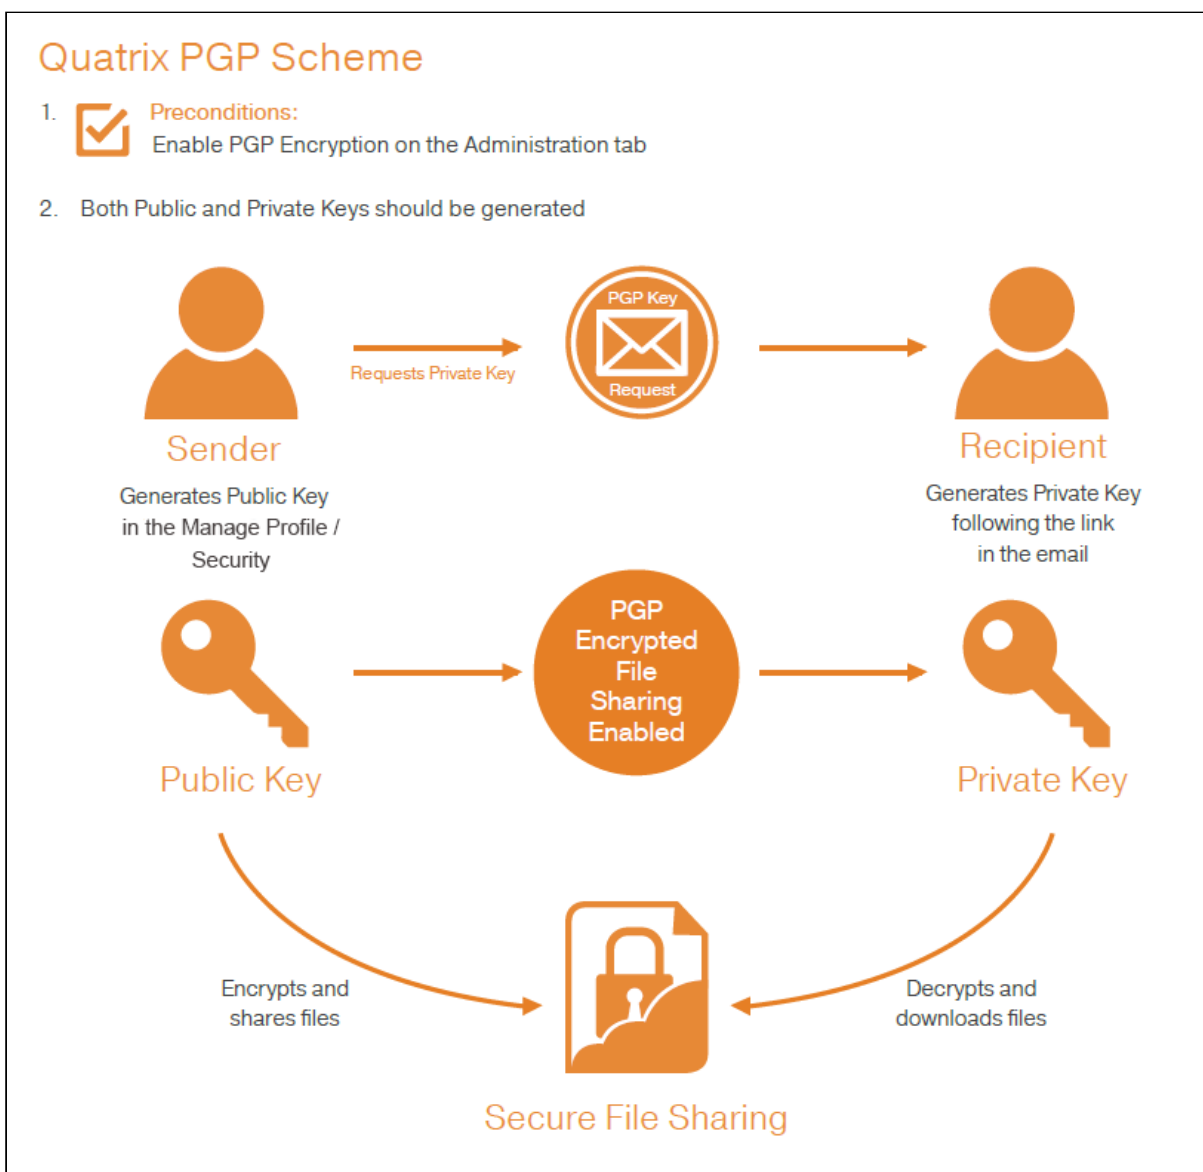 Quatrix PGP Scheme
1. Preconditions:
Enable PGP Encryption on the Administration tab
2. Both Public and Private Keys should be generated
PGP Key
Request
Requests Private Key
Sender
Generates Public Key
in the Manage Profile /
Security
Recipient
Generates Private Key
following the link
in the email
PGP
Encrypted
File
Sharing
Enabled
Public Key
Private Key
Encrypts and
shares files
Decrypts and
downloads files
Secure File Sharing